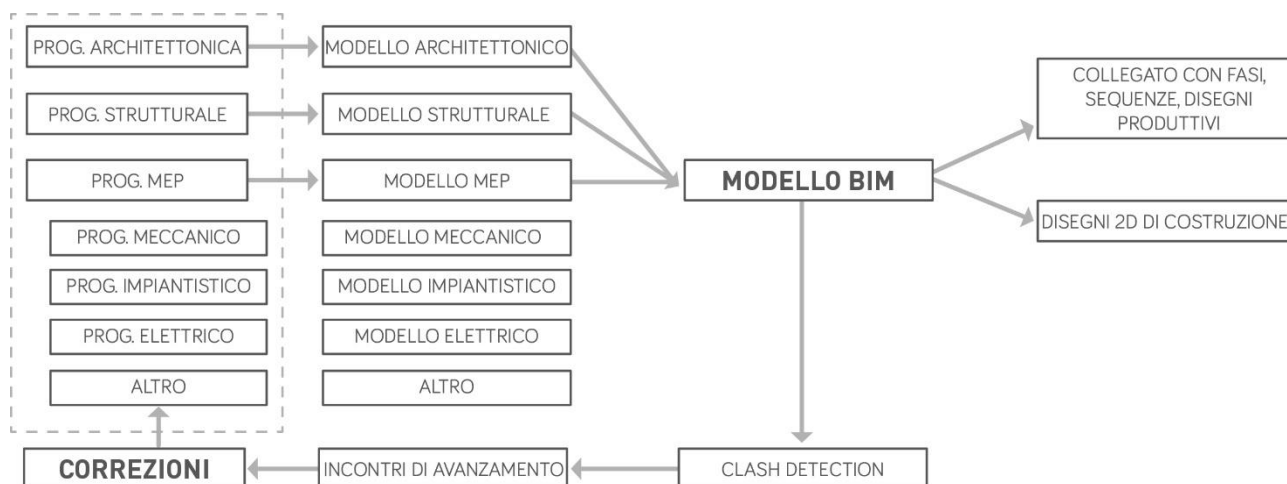 PROG. ARCHITETTONICA
MODELLO ARCHITETTONICO
COLLEGATO CON FASI,
SEQUENZE, DISEGNI
PRODUTTIVI
PROG. STRUTTURALE
MODELLO STRUTTURALE
PROG. MEP
MODELLO MEP
MODELLO BIM
DISEGNI 2D DI COSTRUZIONE
PROG. MECCANICO
MODELLO MECCANICO
PROG. IMPIANTISTICO
MODELLO IMPIANTISTICO
PROG. ELETTRICO
MODELLO ELETTRICO
ALTRO
ALTRO
CORREZIONI
INCONTRI DI AVANZAMENTO
CLASH DETECTION